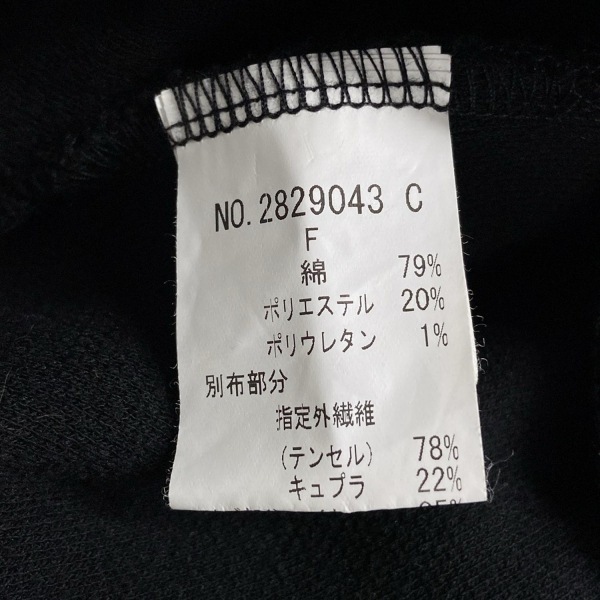 NO.2829043 C
F
綿 79%
ポリエステル 20%
ポリウレタン 1%
別布部分
指定外繊維
(テンセル) 78%
キュプラ 22%